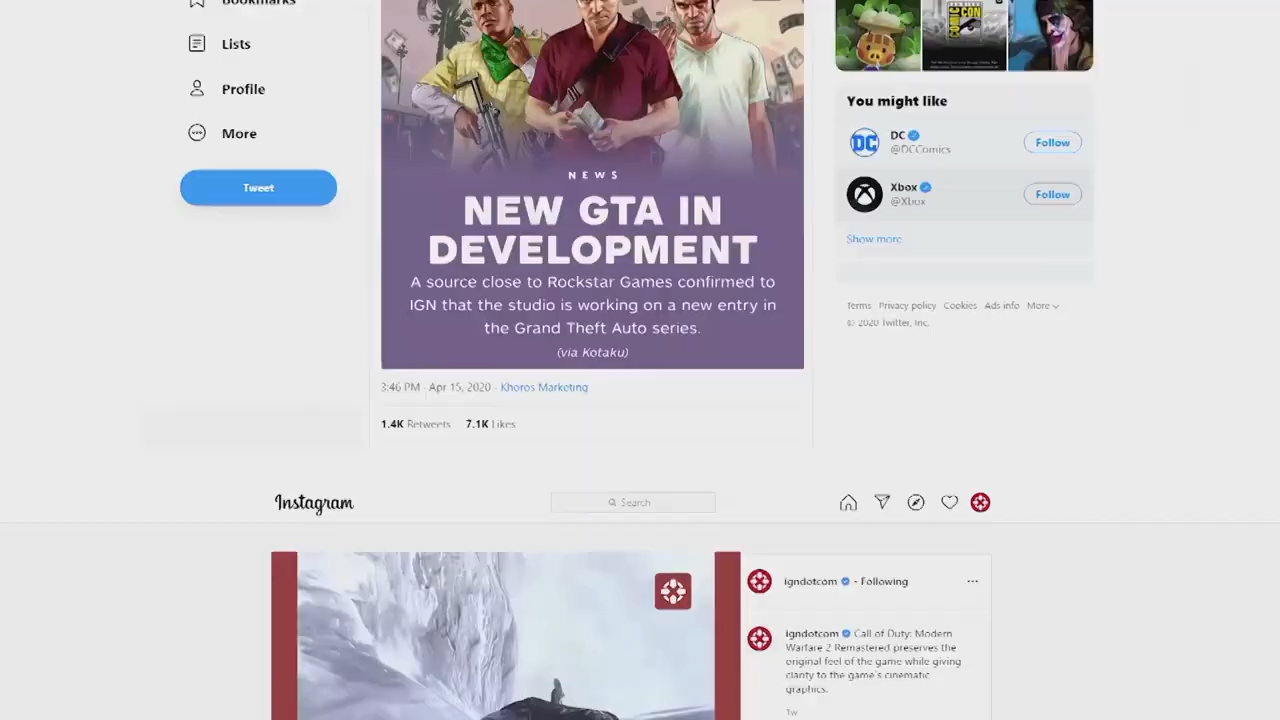 Bookmarks
Lists
Profile
More
Tweet
NEWS
NEW GTA IN
DEVELOPMENT
A source close to Rockstar Games confirmed to
IGN that the studio is working on a new entry in
the Grand Theft Auto series.
(via Kotaku)
3:46 PM · Apr 15, 2020 · Khoros Marketing
1.4K Retweets 7.1K Likes
COMIC
CON
You might like
DC
@DCComics
Follow
Xbox
@Xbox
Follow
Show more
Terms Privacy policy Cookies Ads info More
© 2020 Twitter, Inc.
Instagram
Search
igndotcom - Following
igndotcom Call of Duty: Modern
Warfare 2 Remastered preserves the
original feel of the game while giving
clarity to the game's cinematic
graphics.
1w